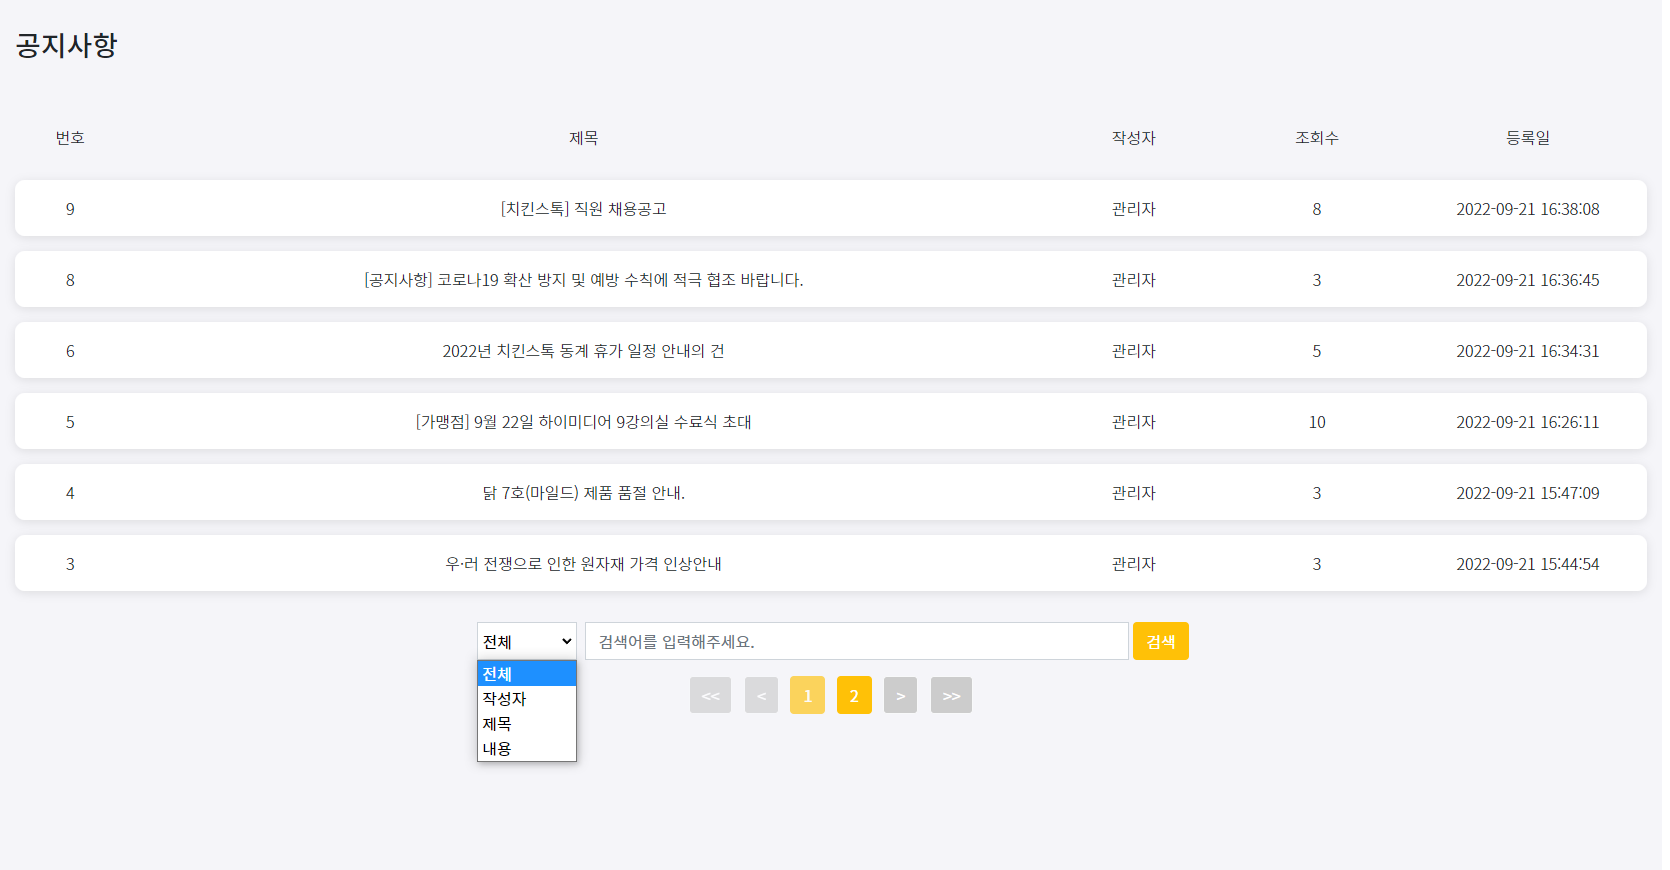 공지사항
번호 제목 작성자 조회수 등록일
9 [치킨스톡] 직원 채용공고 관리자 8 2022-09-21 16:38:08
8 [공지사항] 코로나19 확산 방지 및 예방 수칙에 적극 협조 바랍니다. 관리자 3 2022-09-21 16:36:45
6 2022년 치킨스톡 동계 휴가 일정 안내의 건 관리자 5 2022-09-21 16:34:31
5 [가맹점] 9월 22일 하이미디어 9강의실 수료식 초대 관리자 10 2022-09-21 16:26:11
4 닭 7호(마일드) 제품 품절 안내. 관리자 3 2022-09-21 15:47:09
3 우·러 전쟁으로 인한 원자재 가격 인상안내 관리자 3 2022-09-21 15:44:54
전체 검색어를 입력해주세요. 검색
전체
작성자
제목
내용
<< < 1 2 > >>